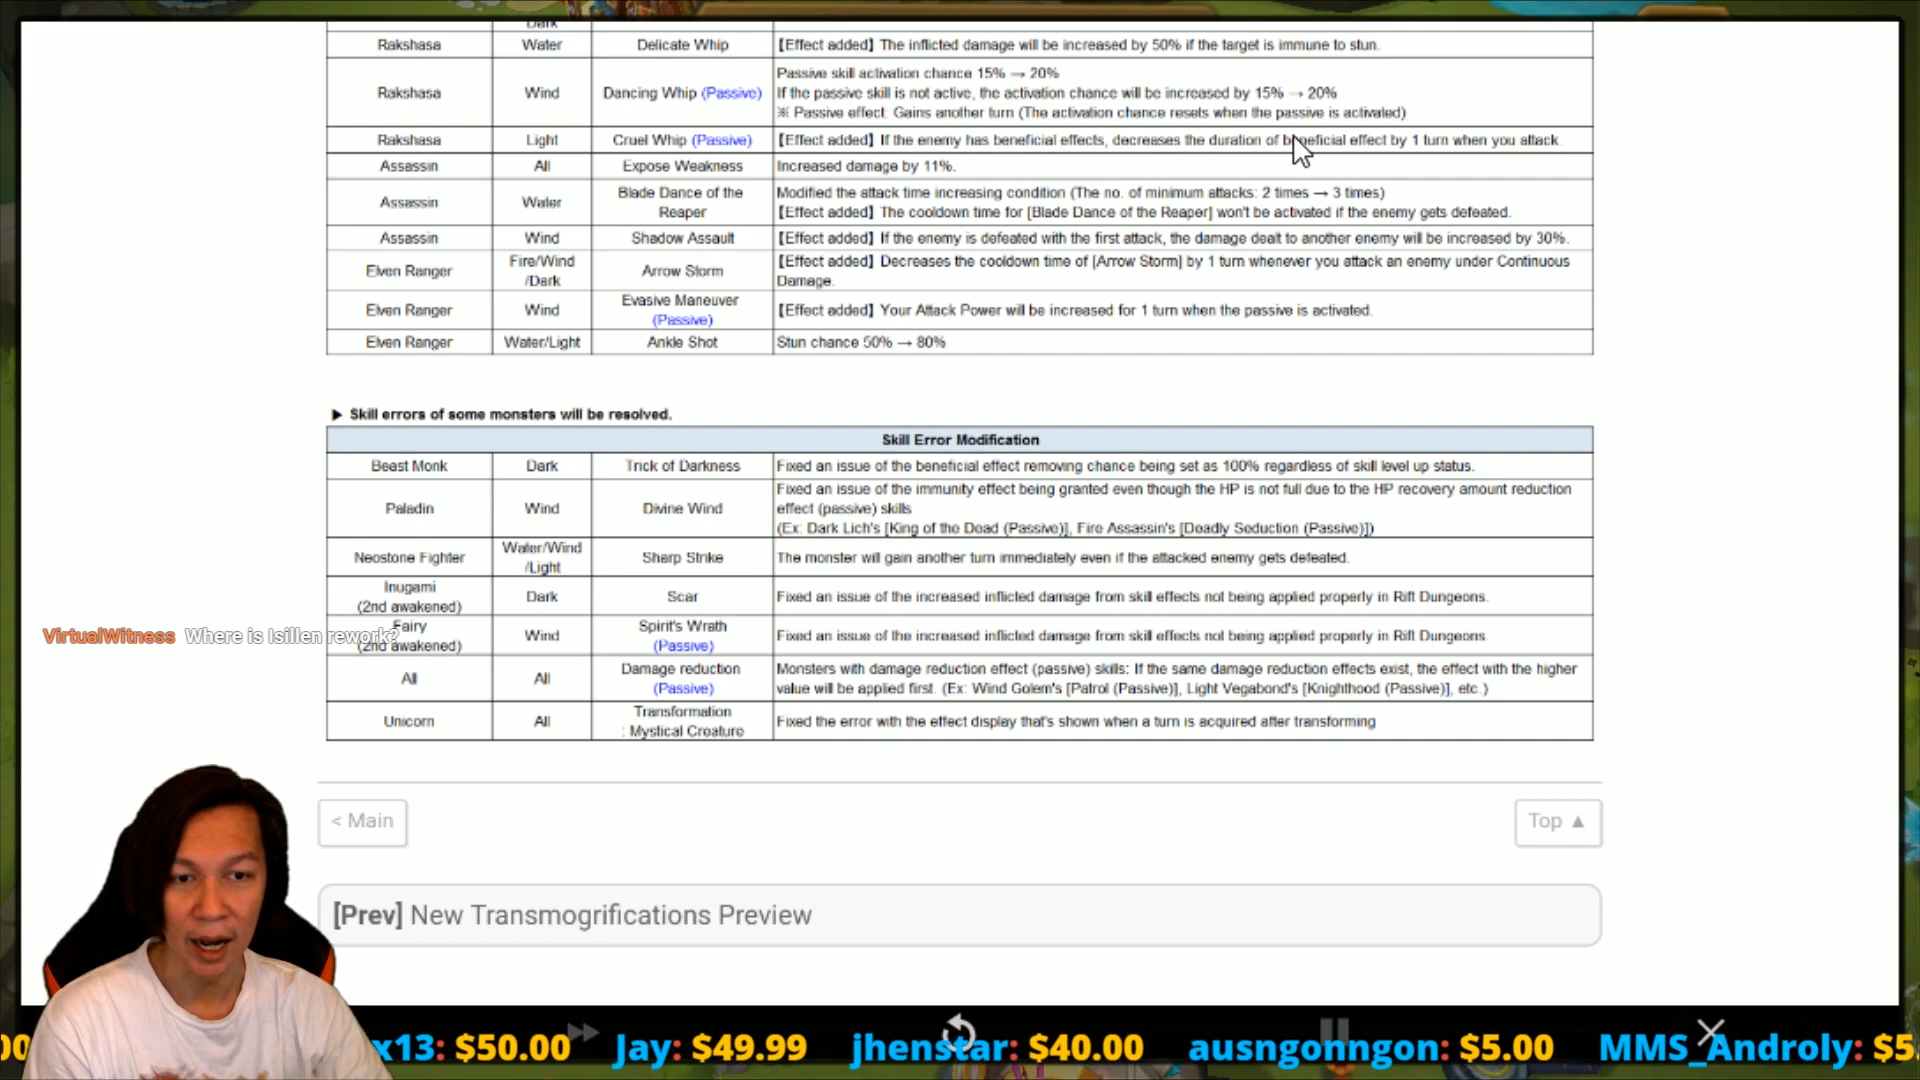 Dark
Rakshasa Water Delicate Whip 【Effect added】 The inflicted damage will be increased by 50% if the target is immune to stun.
Passive skill activation chance 15% → 20%
Rakshasa Wind Dancing Whip (Passive) If the passive skill is not active, the activation chance will be increased by 15% → 20%
※ Passive effect: Gains another turn (The activation chance resets when the passive is activated)
Rakshasa Light Cruel Whip (Passive) 【Effect added】 If the enemy has beneficial effects, decreases the duration of beneficial effect by 1 turn when you attack.
Assassin All Expose Weakness Increased damage by 11%.
Assassin Water Blade Dance of the Reaper Modified the attack time increasing condition (The no. of minimum attacks: 2 times → 3 times)
【Effect added】 The cooldown time for [Blade Dance of the Reaper] won't be activated if the enemy gets defeated.
Assassin Wind Shadow Assault 【Effect added】 If the enemy is defeated with the first attack, the damage dealt to another enemy will be increased by 30%.
Elven Ranger Fire/Wind /Dark Arrow Storm 【Effect added】 Decreases the cooldown time of [Arrow Storm] by 1 turn whenever you attack an enemy under Continuous
Damage.
Elven Ranger Wind Evasive Maneuver (Passive) 【Effect added】 Your Attack Power will be increased for 1 turn when the passive is activated.
Elven Ranger Water/Light Ankle Shot Stun chance 50% → 80%
▶ Skill errors of some monsters will be resolved.
Skill Error Modification
Beast Monk Dark Trick of Darkness Fixed an issue of the beneficial effect removing chance being set as 100% regardless of skill level up status.
Paladin Wind Divine Wind Fixed an issue of the immunity effect being granted even though the HP is not full due to the HP recovery amount reduction
effect (passive) skills
(Ex: Dark Lich's [King of the Dead (Passive)], Fire Assassin's [Deadly Seduction (Passive)])
Neostone Fighter Water/Wind /Light Sharp Strike The monster will gain another turn immediately even if the attacked enemy gets defeated.
Inugami (2nd awakened) Dark Scar Fixed an issue of the increased inflicted damage from skill effects not being applied properly in Rift Dungeons.
VirtualWitness Where is Isillen rework?
Fairy (2nd awakened) Wind Spirit's Wrath (Passive) Fixed an issue of the increased inflicted damage from skill effects not being applied properly in Rift Dungeons.
All All Damage reduction (Passive) Monsters with damage reduction effect (passive) skills: If the same damage reduction effects exist, the effect with the higher
value will be applied first. (Ex: Wind Golem's [Patrol (Passive)], Light Vegabond's [Knighthood (Passive)], etc.)
Unicorn All Transformation : Mystical Creature Fixed the error with the effect display that's shown when a turn is acquired after transforming
< Main
Top ▲
[Prev] New Transmogrifications Preview
00 x13: $50.00 Jay: $49.99 jhenstar: $40.00 ausngonngon: $5.00 MMS_Androly: $5.